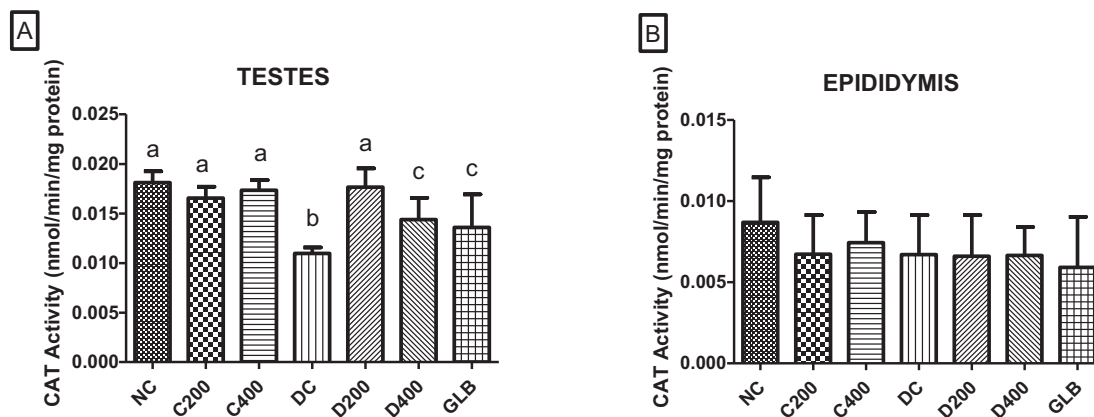 A
TESTES
CAT Activity (nmol/min/mg protein)
0.025
0.020
0.015
0.010
0.005
0.000
a
a
a
b
a
c
c
NC
C200
C400
DC
D200
D400
GLB
B
EPIDIDYMIS
CAT Activity (nmol/min/mg protein)
0.015
0.010
0.005
0.000
NC
C200
C400
DC
D200
D400
GLB